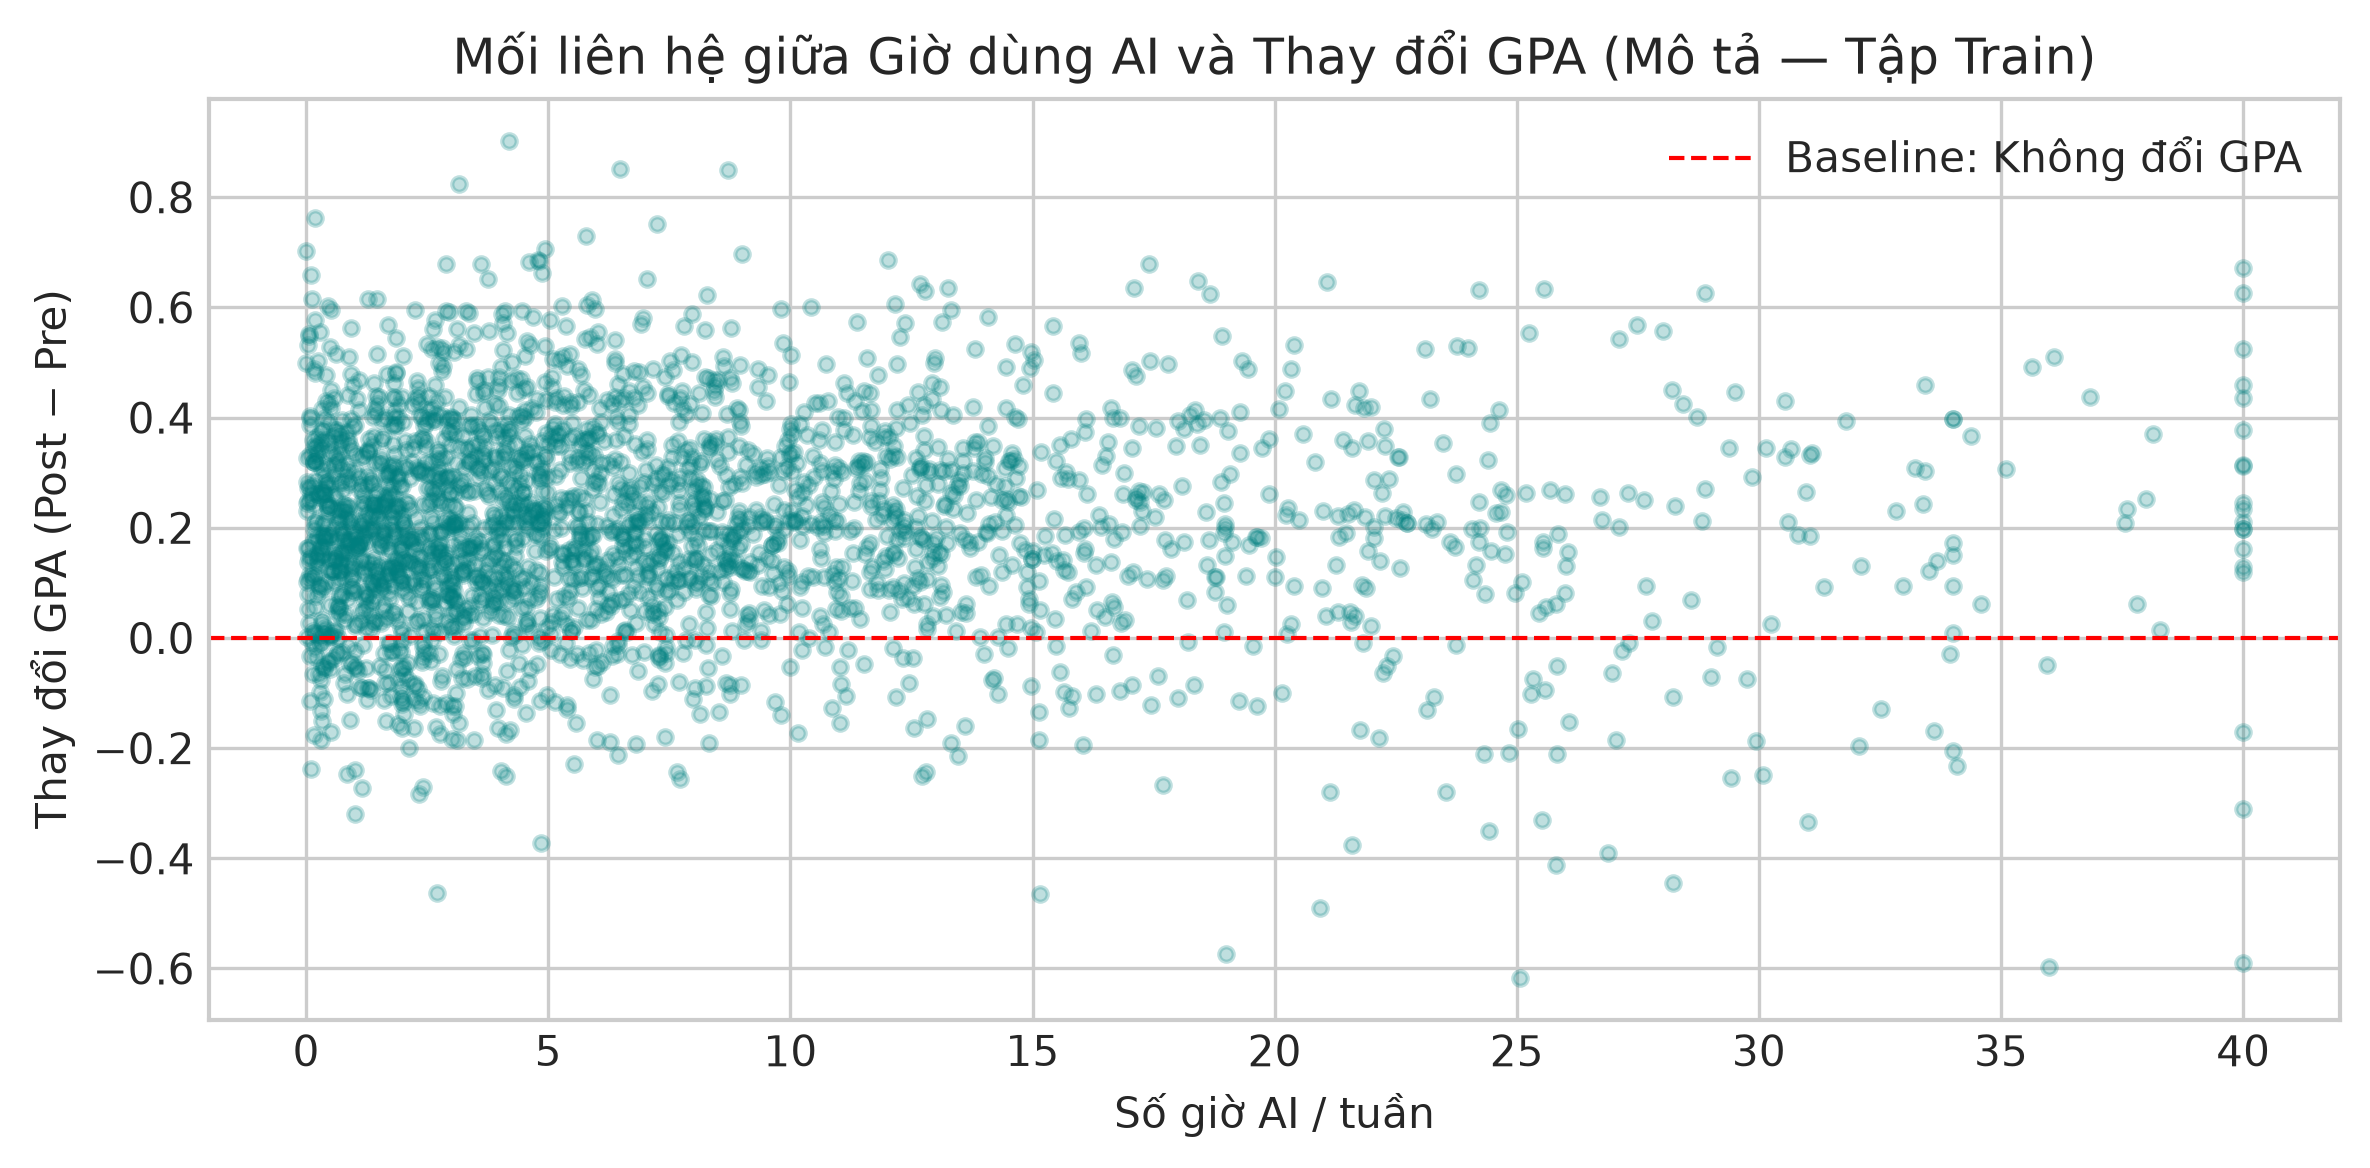 Mối liên hệ giữa Giờ dùng AI và Thay đổi GPA (Mô tả — Tập Train)
Baseline: Không đổi GPA
Thay đổi GPA (Post − Pre)
0.8
0.6
0.4
0.2
0.0
−0.2
−0.4
−0.6
0 5 10 15 20 25 30 35 40
Số giờ AI / tuần